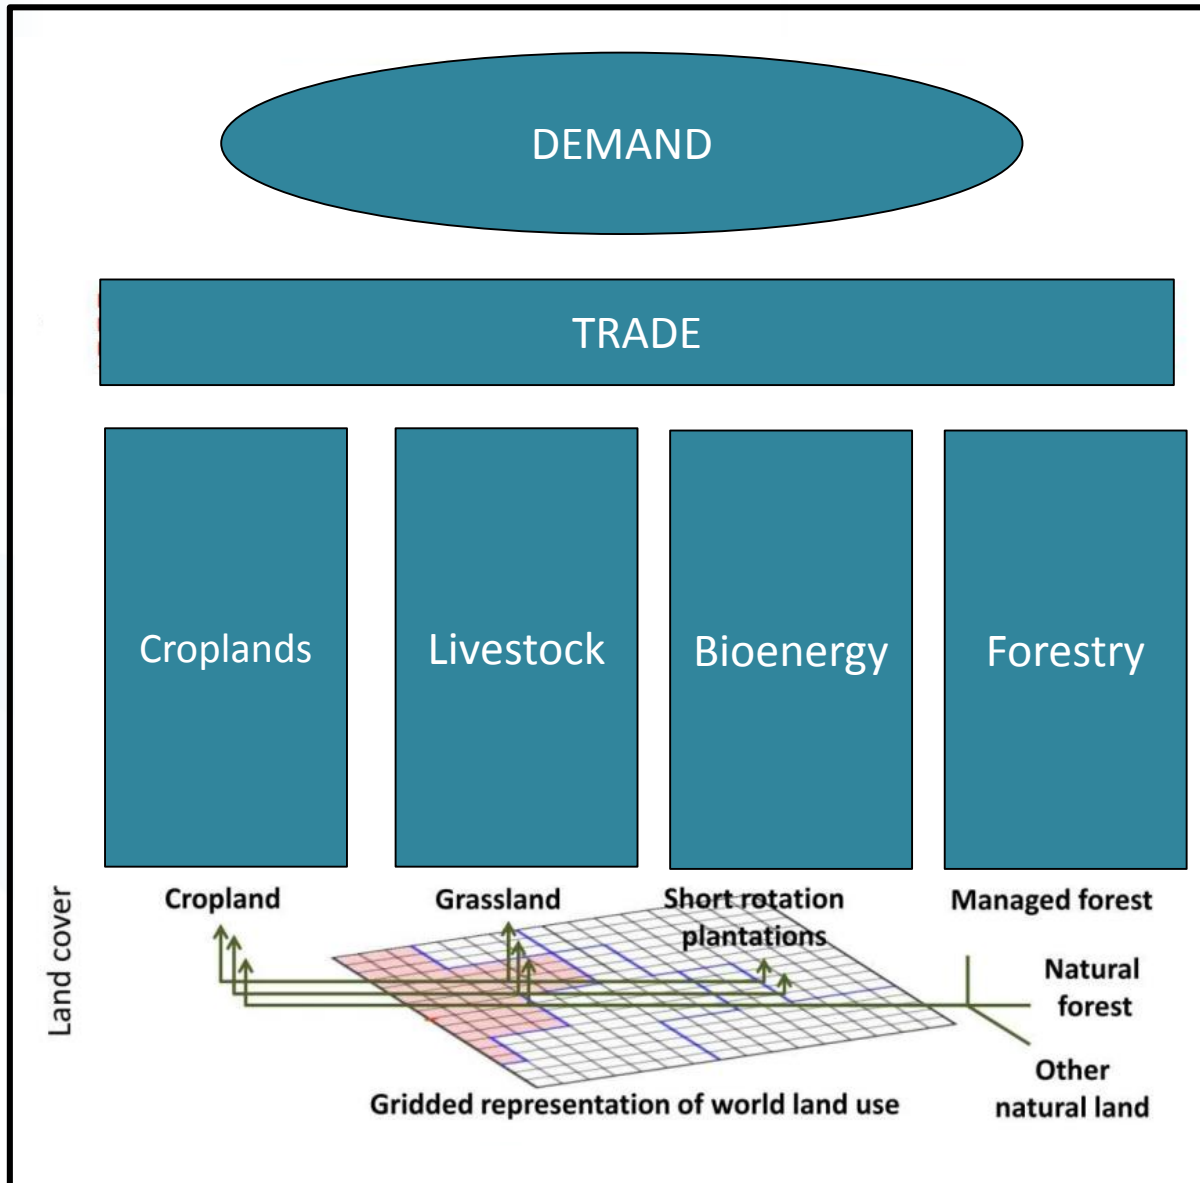 DEMAND
TRADE
Croplands
Livestock
Bioenergy
Forestry
Land cover
Cropland
Grassland
Short rotation
plantations
Managed forest
Natural
forest
Other
natural land
Gridded representation of world land use